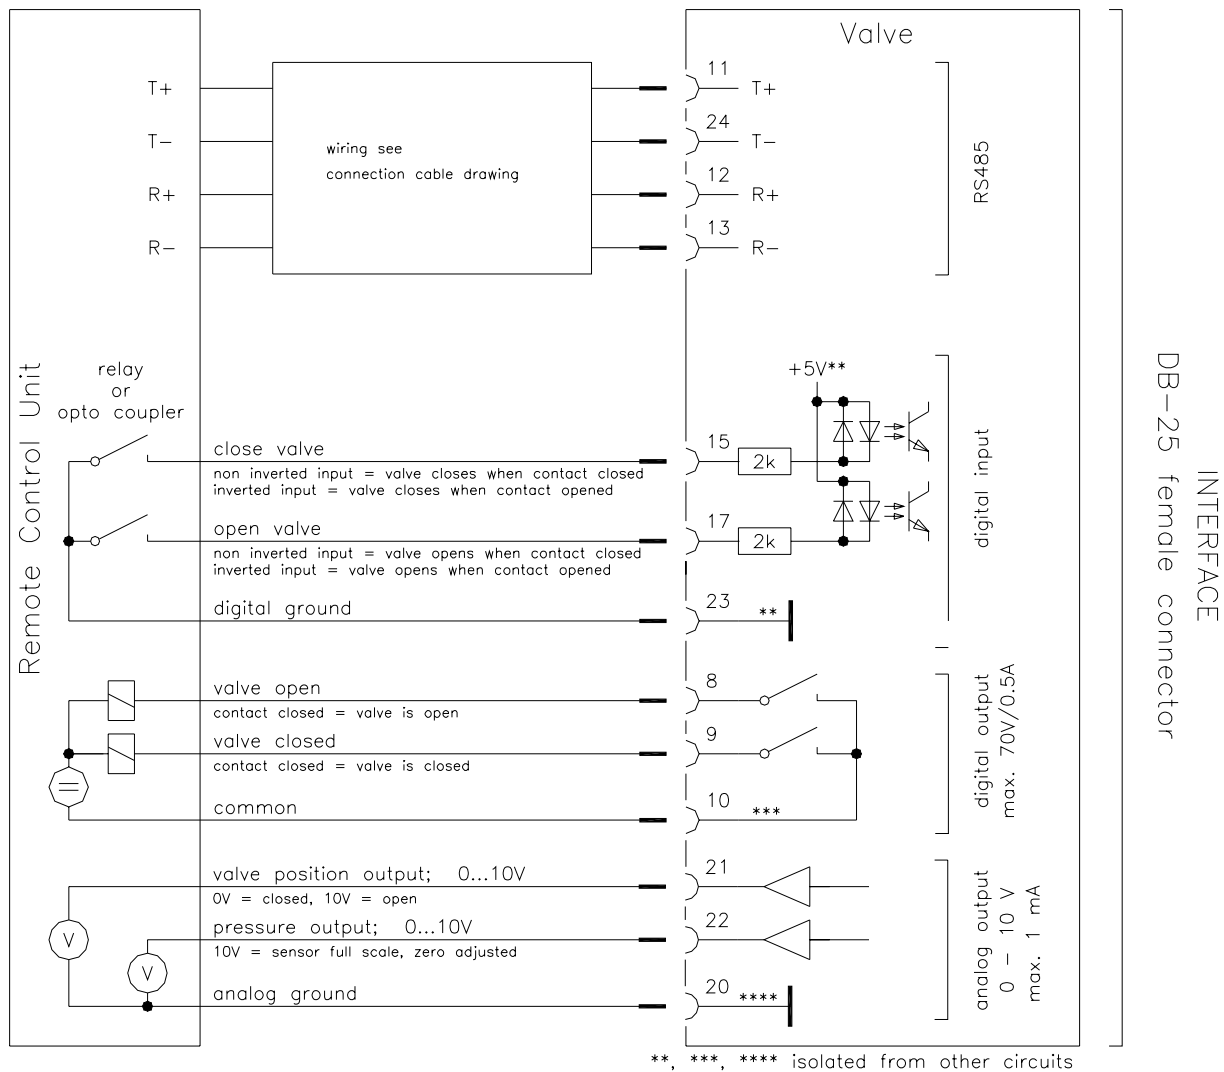 Valve
T+
11
T+
T-
24
T-
wiring see
connection cable drawing
R+
12
R+
R-
13
R-
RS485
Remote Control Unit
relay
or
opto coupler
+5V**
close valve
15
2k
non inverted input = valve closes when contact closed
inverted input = valve closes when contact opened
open valve
17
2k
non inverted input = valve opens when contact closed
inverted input = valve opens when contact opened
digital ground
23
**
digital input
valve open
8
contact closed = valve is open
valve closed
9
contact closed = valve is closed
common
10
***
digital output
max. 70V/0.5A
valve position output; 0...10V
21
0V = closed, 10V = open
V
pressure output; 0...10V
22
10V = sensor full scale, zero adjusted
V
analog ground
20
****
analog output
0 - 10 V
max. 1 mA
INTERFACE
DB-25 female connector
**, ***, **** isolated from other circuits